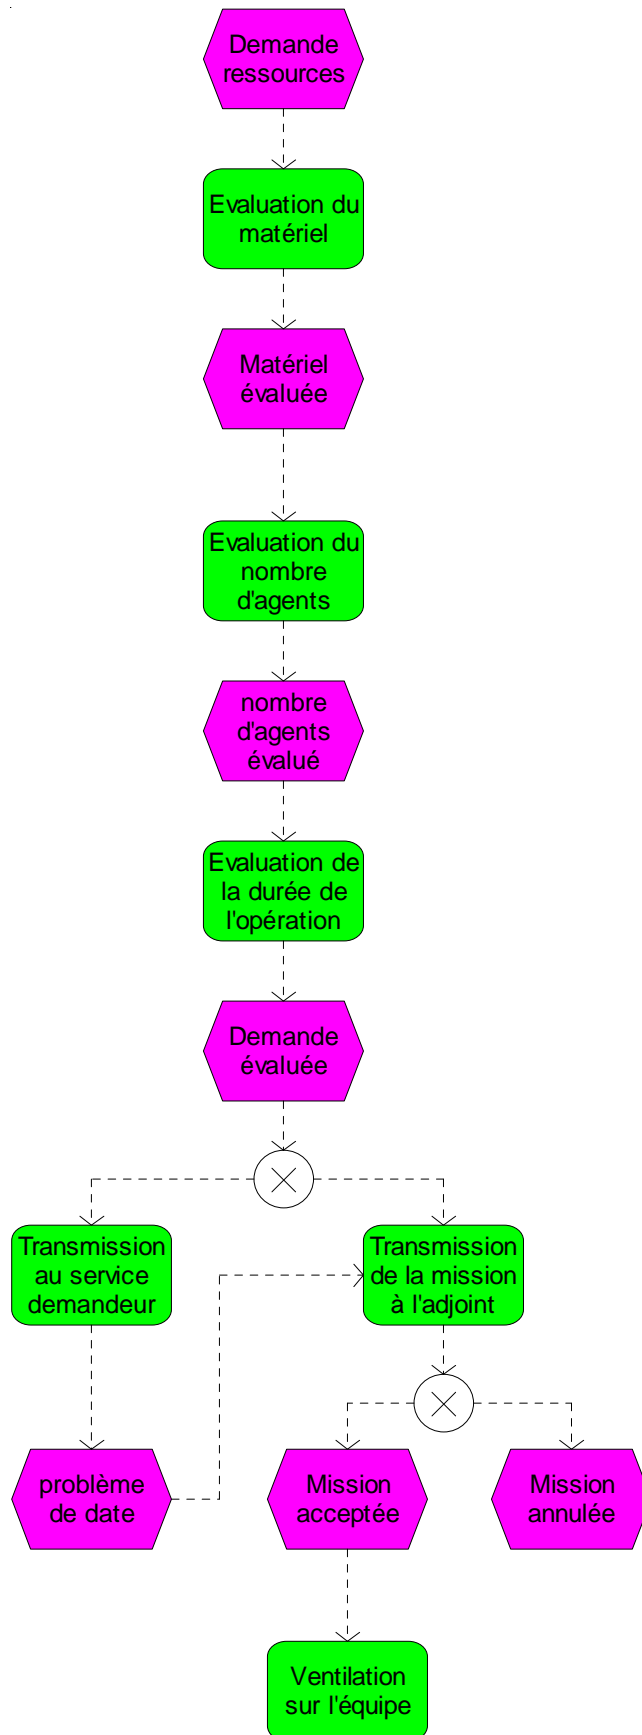 Demande
ressources
Evaluation du
matériel
Matériel
évaluée
Evaluation du
nombre
d'agents
nombre
d'agents
évalué
Evaluation de
la durée de
l'opération
Demande
évaluée
Transmission
au service
demandeur
Transmission
de la mission
à l'adjoint
problème
de date
Mission
acceptée
Mission
annulée
Ventilation
sur l'équipe